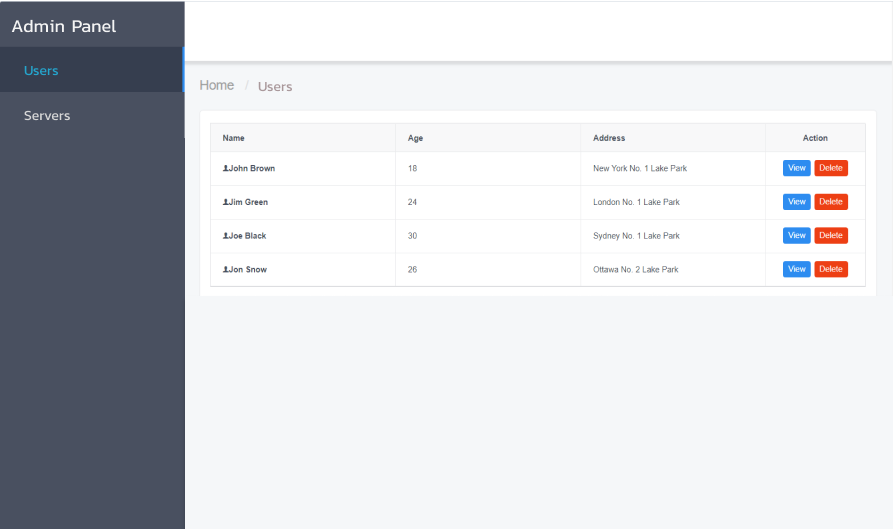 Admin Panel
Users
Servers
Home / Users
Name Age Address Action
John Brown 18 New York No. 1 Lake Park View Delete
Jim Green 24 London No. 1 Lake Park View Delete
Joe Black 30 Sydney No. 1 Lake Park View Delete
Jon Snow 26 Ottawa No. 2 Lake Park View Delete